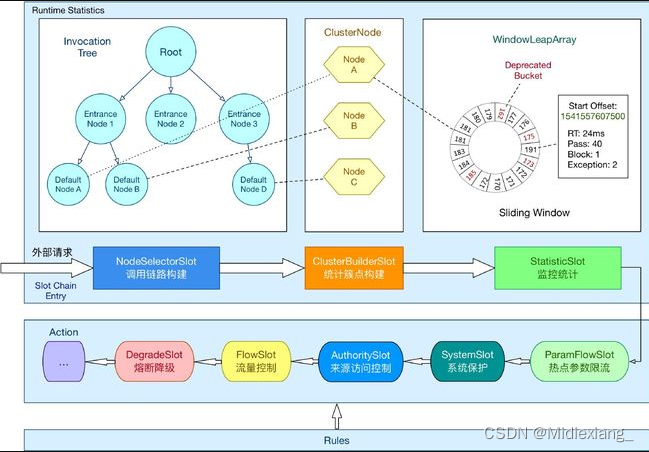 Runtime Statistics
Invocation
Tree
Root
Entrance
Node 1
Entrance
Node 2
Entrance
Node 3
Default
Node A
Default
Node B
Default
Node D
ClusterNode
Node
A
Node
B
Node
C
WindowLeapArray
Deprecated
Bucket
181
180
179
162
177
176
175
191
173
172
171
170
172
185
184
183
181
Start Offset:
1541557607500
RT: 24ms
Pass: 40
Block: 1
Exception: 2
Sliding Window
外部请求
NodeSelectorSlot
调用链路构建
ClusterBuilderSlot
统计簇点构建
StatisticSlot
监控统计
Slot Chain
Entry
Action
...
DegradeSlot
熔断降级
FlowSlot
流量控制
AuthoritySlot
来源访问控制
SystemSlot
系统保护
ParamFlowSlot
热点参数限流
Rules
CSDN @Midiexiang_